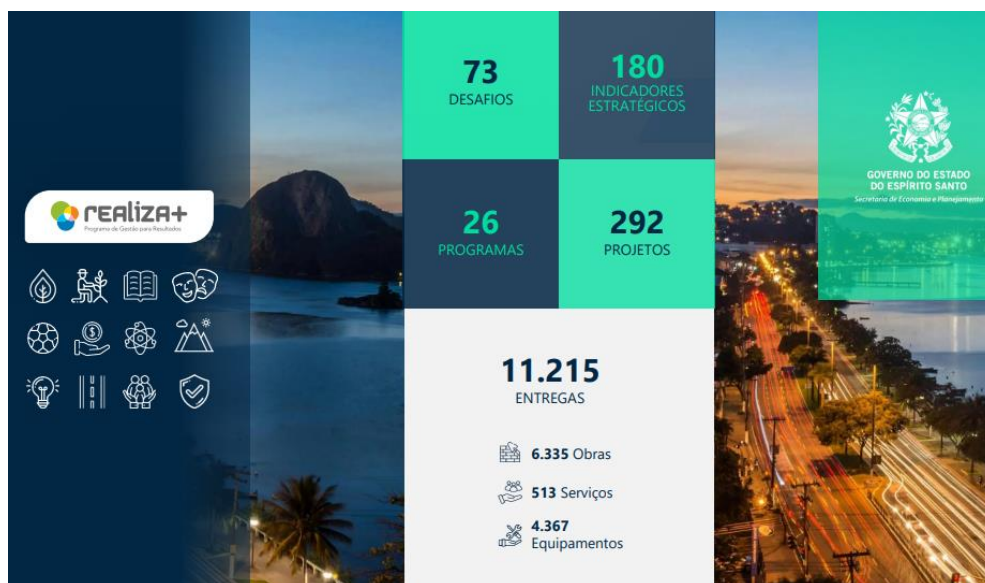 realiza+
Programa de Gestão para Resultados
73
DESAFIOS
180
INDICADORES
ESTRATÉGICOS
26
PROGRAMAS
292
PROJETOS
11.215
ENTREGAS
6.335 Obras
513 Serviços
4.367
Equipamentos
GOVERNO DO ESTADO
DO ESPÍRITO SANTO
Secretaria de Economia e Planejamento